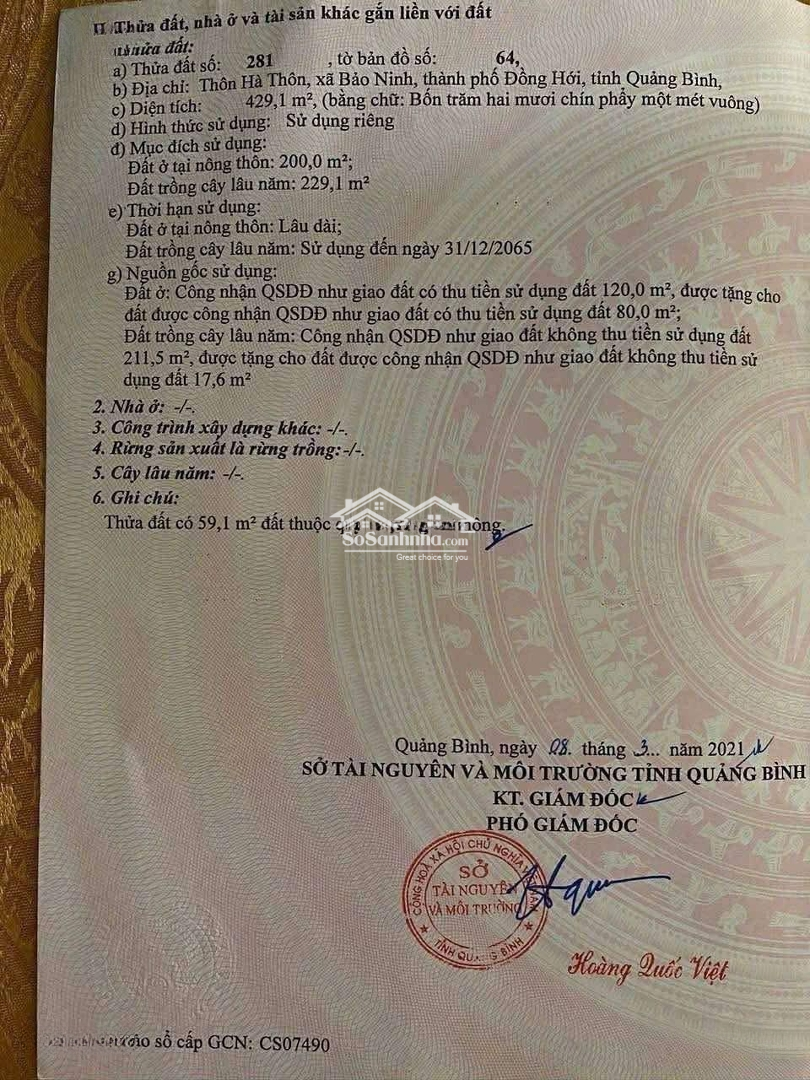 II. Thửa đất, nhà ở và tài sản khác gắn liền với đất
thửa đất:
a) Thửa đất số: 281 , tờ bản đồ số: 64,
b) Địa chỉ: Thôn Hà Thôn, xã Bảo Ninh, thành phố Đồng Hới, tỉnh Quảng Bình,
c) Diện tích: 429,1 m², (bằng chữ: Bốn trăm hai mươi chín phẩy một mét vuông)
d) Hình thức sử dụng: Sử dụng riêng
đ) Mục đích sử dụng:
Đất ở tại nông thôn: 200,0 m²;
Đất trồng cây lâu năm: 229,1 m²
e) Thời hạn sử dụng:
Đất ở tại nông thôn: Lâu dài;
Đất trồng cây lâu năm: Sử dụng đến ngày 31/12/2065
g) Nguồn gốc sử dụng:
Đất ở: Công nhận QSDĐ như giao đất có thu tiền sử dụng đất 120,0 m², được tặng cho
đất được công nhận QSDĐ như giao đất có thu tiền sử dụng đất 80,0 m²;
Đất trồng cây lâu năm: Công nhận QSDĐ như giao đất không thu tiền sử dụng đất
211,5 m², được tặng cho đất được công nhận QSDĐ như giao đất không thu tiền sử
dụng đất 17,6 m²
2. Nhà ở: -/-.
3. Công trình xây dựng khác: -/-.
4. Rừng sản xuất là rừng trồng:-/-.
5. Cây lâu năm: -/-.
6. Ghi chú:
Thửa đất có 59,1 m² đất thuộc
SoSanhnha.com
Great choice for you
Quảng Bình, ngày 08. tháng 3... năm 2021
SỞ TÀI NGUYÊN VÀ MÔI TRƯỜNG TỈNH QUẢNG BÌNH
KT. GIÁM ĐỐC
PHÓ GIÁM ĐỐC
CỘNG HOÀ XÃ HỘI CHỦ NGHĨA VIỆT NAM
SỞ
TÀI NGUYÊN
VÀ MÔI TRƯỜNG
TỈNH QUẢNG BÌNH
Hoàng Quốc Việt
vào sổ cấp GCN: CS07490